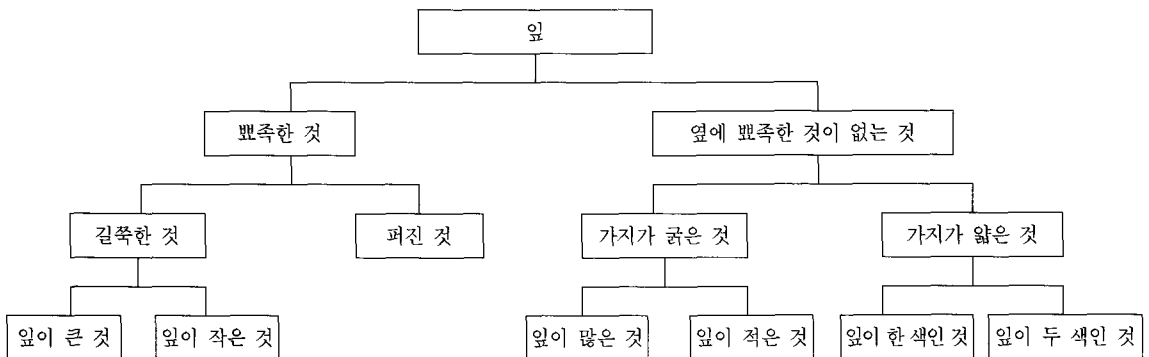 잎
뾰족한 것
옆에 뾰족한 것이 없는 것
길쭉한 것
퍼진 것
가지가 굵은 것
가지가 얇은 것
잎이 큰 것
잎이 작은 것
잎이 많은 것
잎이 적은 것
잎이 한 색인 것
잎이 두 색인 것